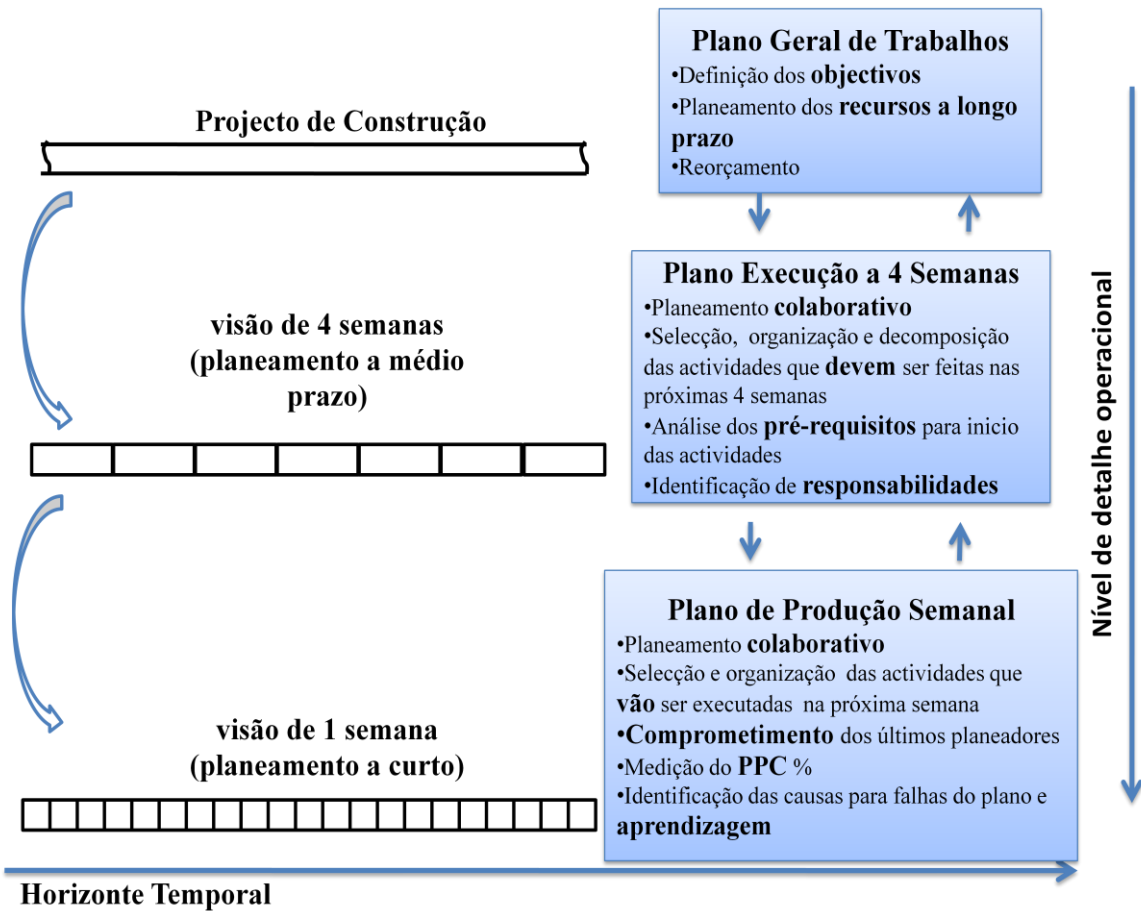 Plano Geral de Trabalhos
•Definição dos objectivos
•Planeamento dos recursos a longo
prazo
•Reorçamento
Projecto de Construção
Plano Execução a 4 Semanas
•Planeamento colaborativo
•Selecção, organização e decomposição
das actividades que devem ser feitas nas
próximas 4 semanas
•Análise dos pré-requisitos para inicio
das actividades
•Identificação de responsabilidades
visão de 4 semanas
(planeamento a médio
prazo)
Plano de Produção Semanal
•Planeamento colaborativo
•Selecção e organização das actividades que
vão ser executadas na próxima semana
•Comprometimento dos últimos planeadores
•Medição do PPC %
•Identificação das causas para falhas do plano e
aprendizagem
visão de 1 semana
(planeamento a curto)
Nível de detalhe operacional
Horizonte Temporal